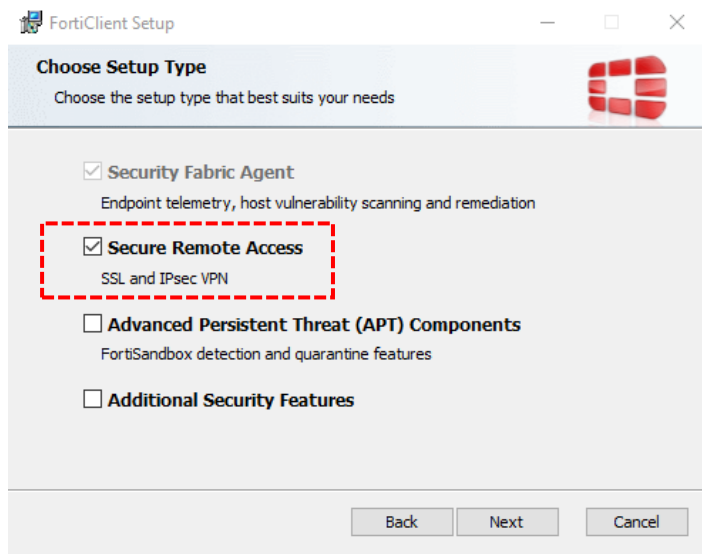 FortiClient Setup
Choose Setup Type
Choose the setup type that best suits your needs
Security Fabric Agent
Endpoint telemetry, host vulnerability scanning and remediation
Secure Remote Access
SSL and IPsec VPN
Advanced Persistent Threat (APT) Components
FortiSandbox detection and quarantine features
Additional Security Features
Back Next Cancel